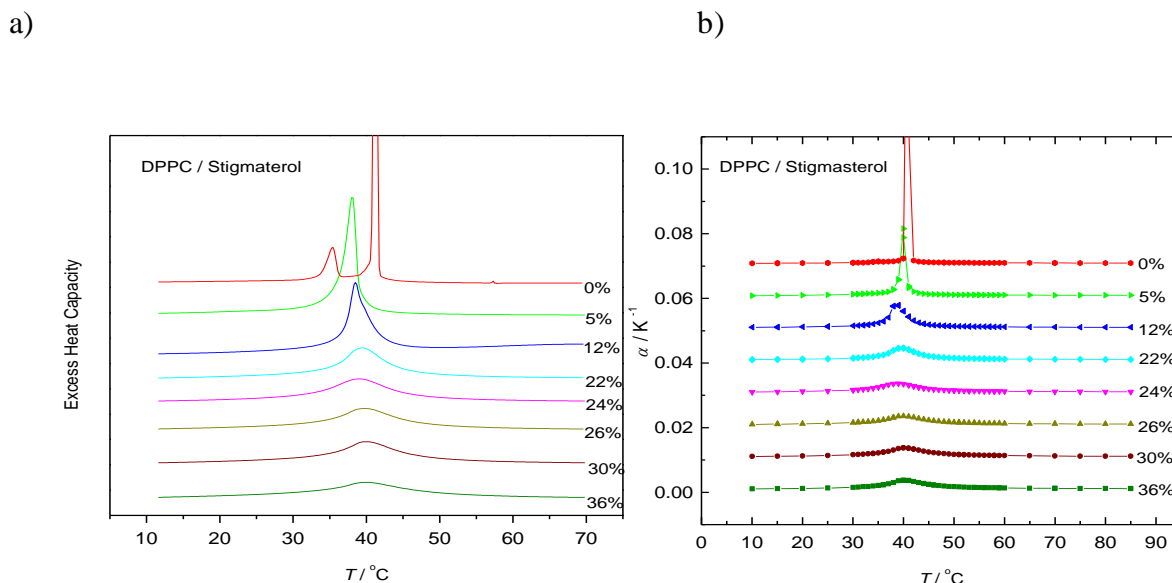 a)
b)
DPPC / Stigmaterol
Excess Heat Capacity
0%
5%
12%
22%
24%
26%
30%
36%
10 20 30 40 50 60 70
T / °C
DPPC / Stigmasterol
α / K⁻¹
0.10
0.08
0.06
0.04
0.02
0.00
0%
5%
12%
22%
24%
26%
30%
36%
0 10 20 30 40 50 60 70 80 90
T / °C